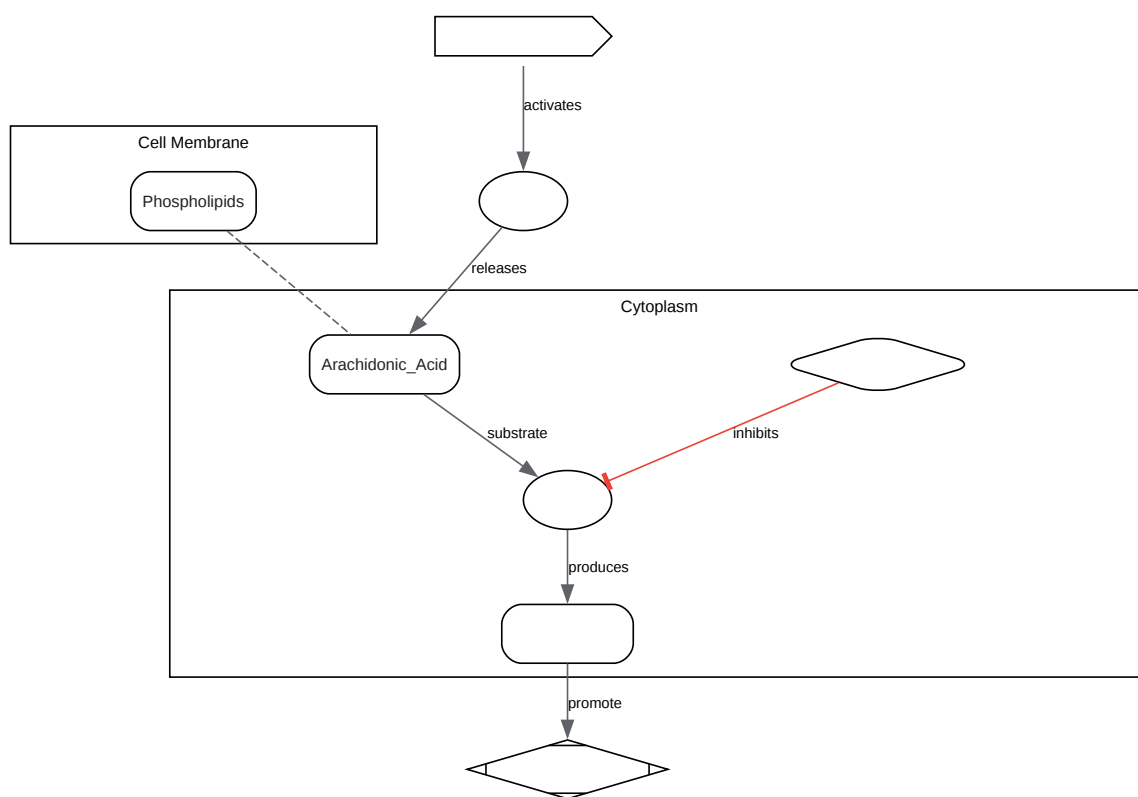 activates
Cell Membrane
Phospholipids
releases
Cytoplasm
Arachidonic_Acid
substrate
inhibits
produces
promote